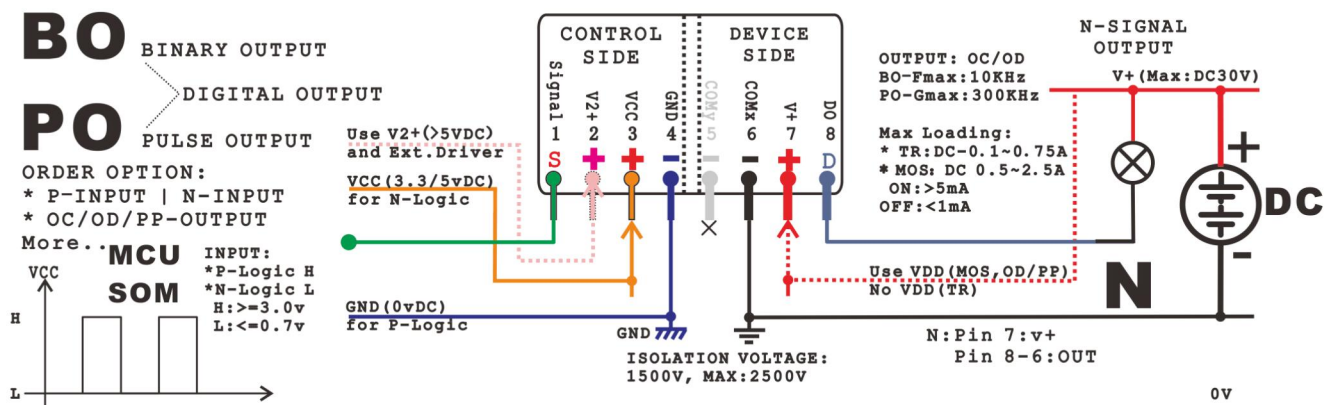 BO BINARY OUTPUT
DIGITAL OUTPUT
PO PULSE OUTPUT
ORDER OPTION:
* P-INPUT | N-INPUT
* OC/OD/PP-OUTPUT
More..
MCU
SOM
INPUT:
*P-Logic H
*N-Logic L
H:>=3.0v
L:<=0.7v
VCC
H
L
Use V2+(>5VDC)
and Ext.Driver
VCC(3.3/5vDC)
for N-Logic
GND(0vDC)
for P-Logic
CONTROL
SIDE
DEVICE
SIDE
Signal V2+ VCC GND COMy COMx V+ DO
1 2 3 4 5 6 7 8
S + + - - - + D
GND
ISOLATION VOLTAGE:
1500V, MAX:2500V
OUTPUT: OC/OD
BO-Fmax:10KHz
PO-Gmax:300KHz
Max Loading:
* TR:DC-0.1~0.75A
* MOS: DC 0.5~2.5A
ON:>5mA
OFF:<1mA
N-SIGNAL
OUTPUT
V+(Max:DC30V)
+
DC
-
Use VDD(MOS,OD/PP)
No VDD(TR)
N
N:Pin 7:v+
Pin 8-6:OUT
0V